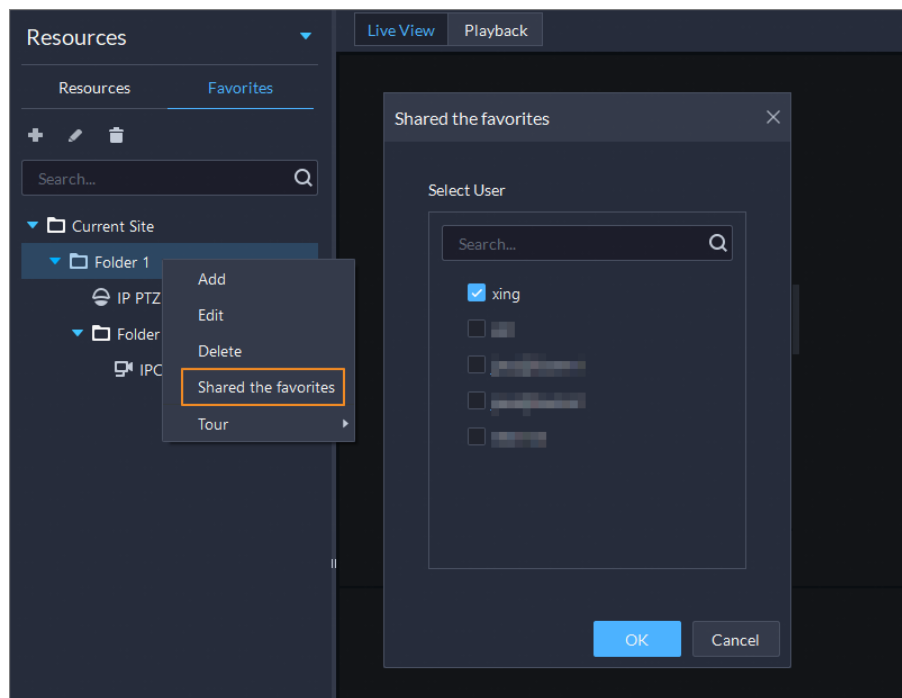 Resources
Live View Playback
Resources Favorites
Search...
Current Site
Folder 1
IP PTZ
Folder
IPC
Add
Edit
Delete
Shared the favorites
Tour
Shared the favorites
Select User
Search...
xing
OK Cancel